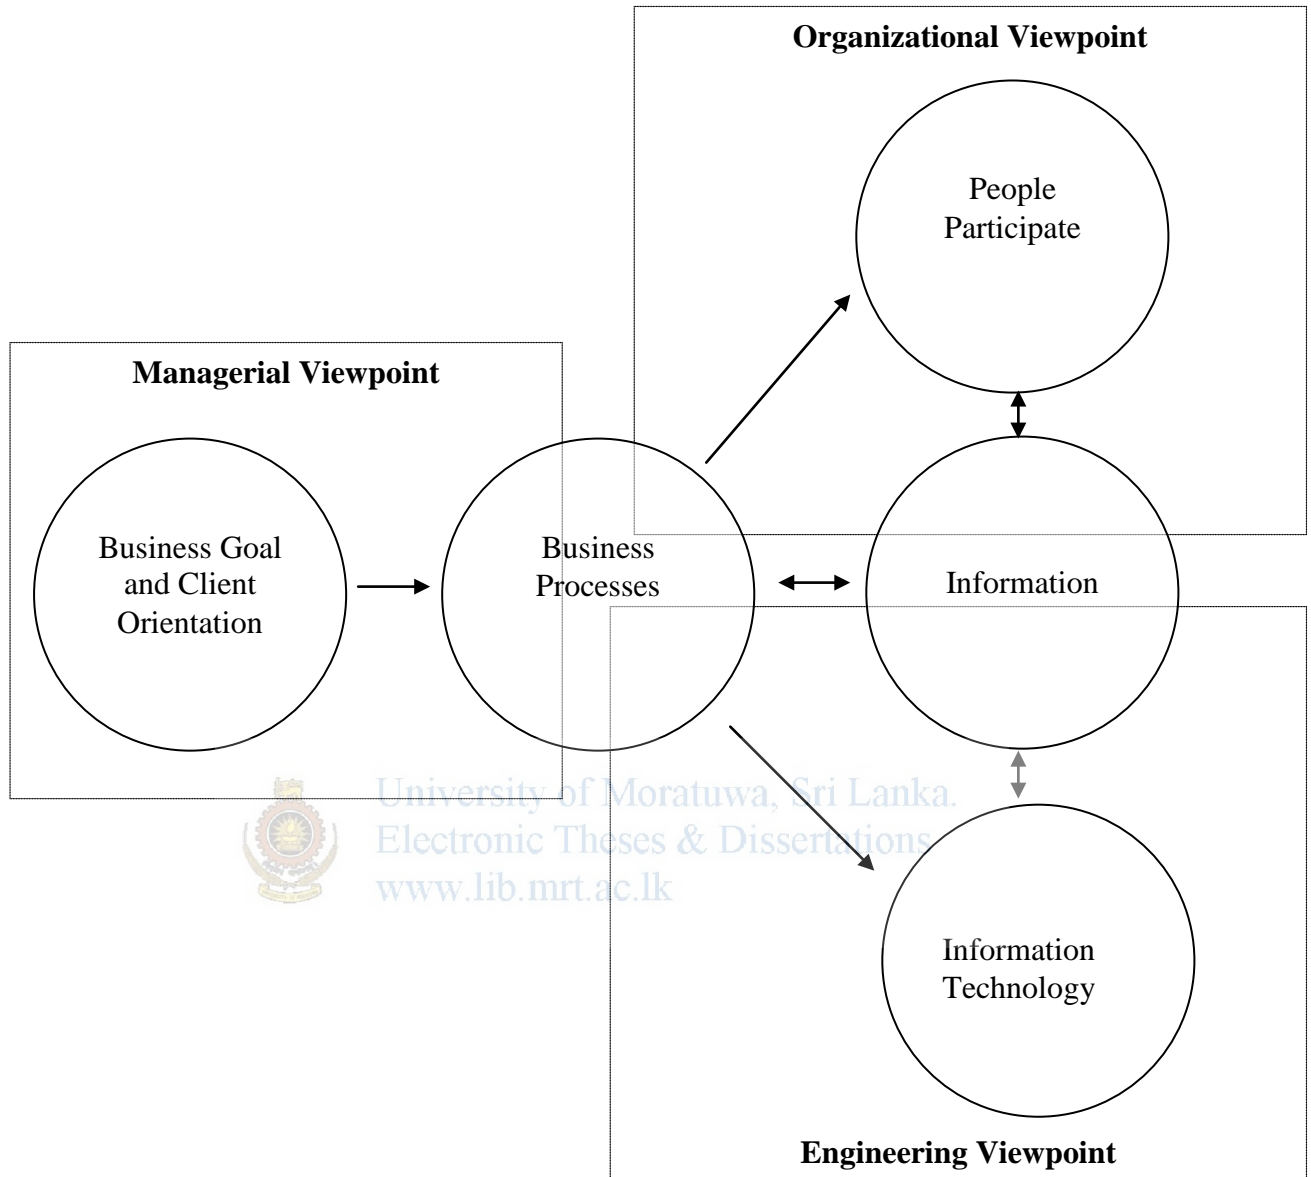 Organizational Viewpoint
People
Participate
Managerial Viewpoint
Business Goal
and Client
Orientation
Business
Processes
Information
University of Moratuwa, Sri Lanka.
Electronic Theses & Dissertations
www.lib.mrt.ac.lk
Information
Technology
Engineering Viewpoint